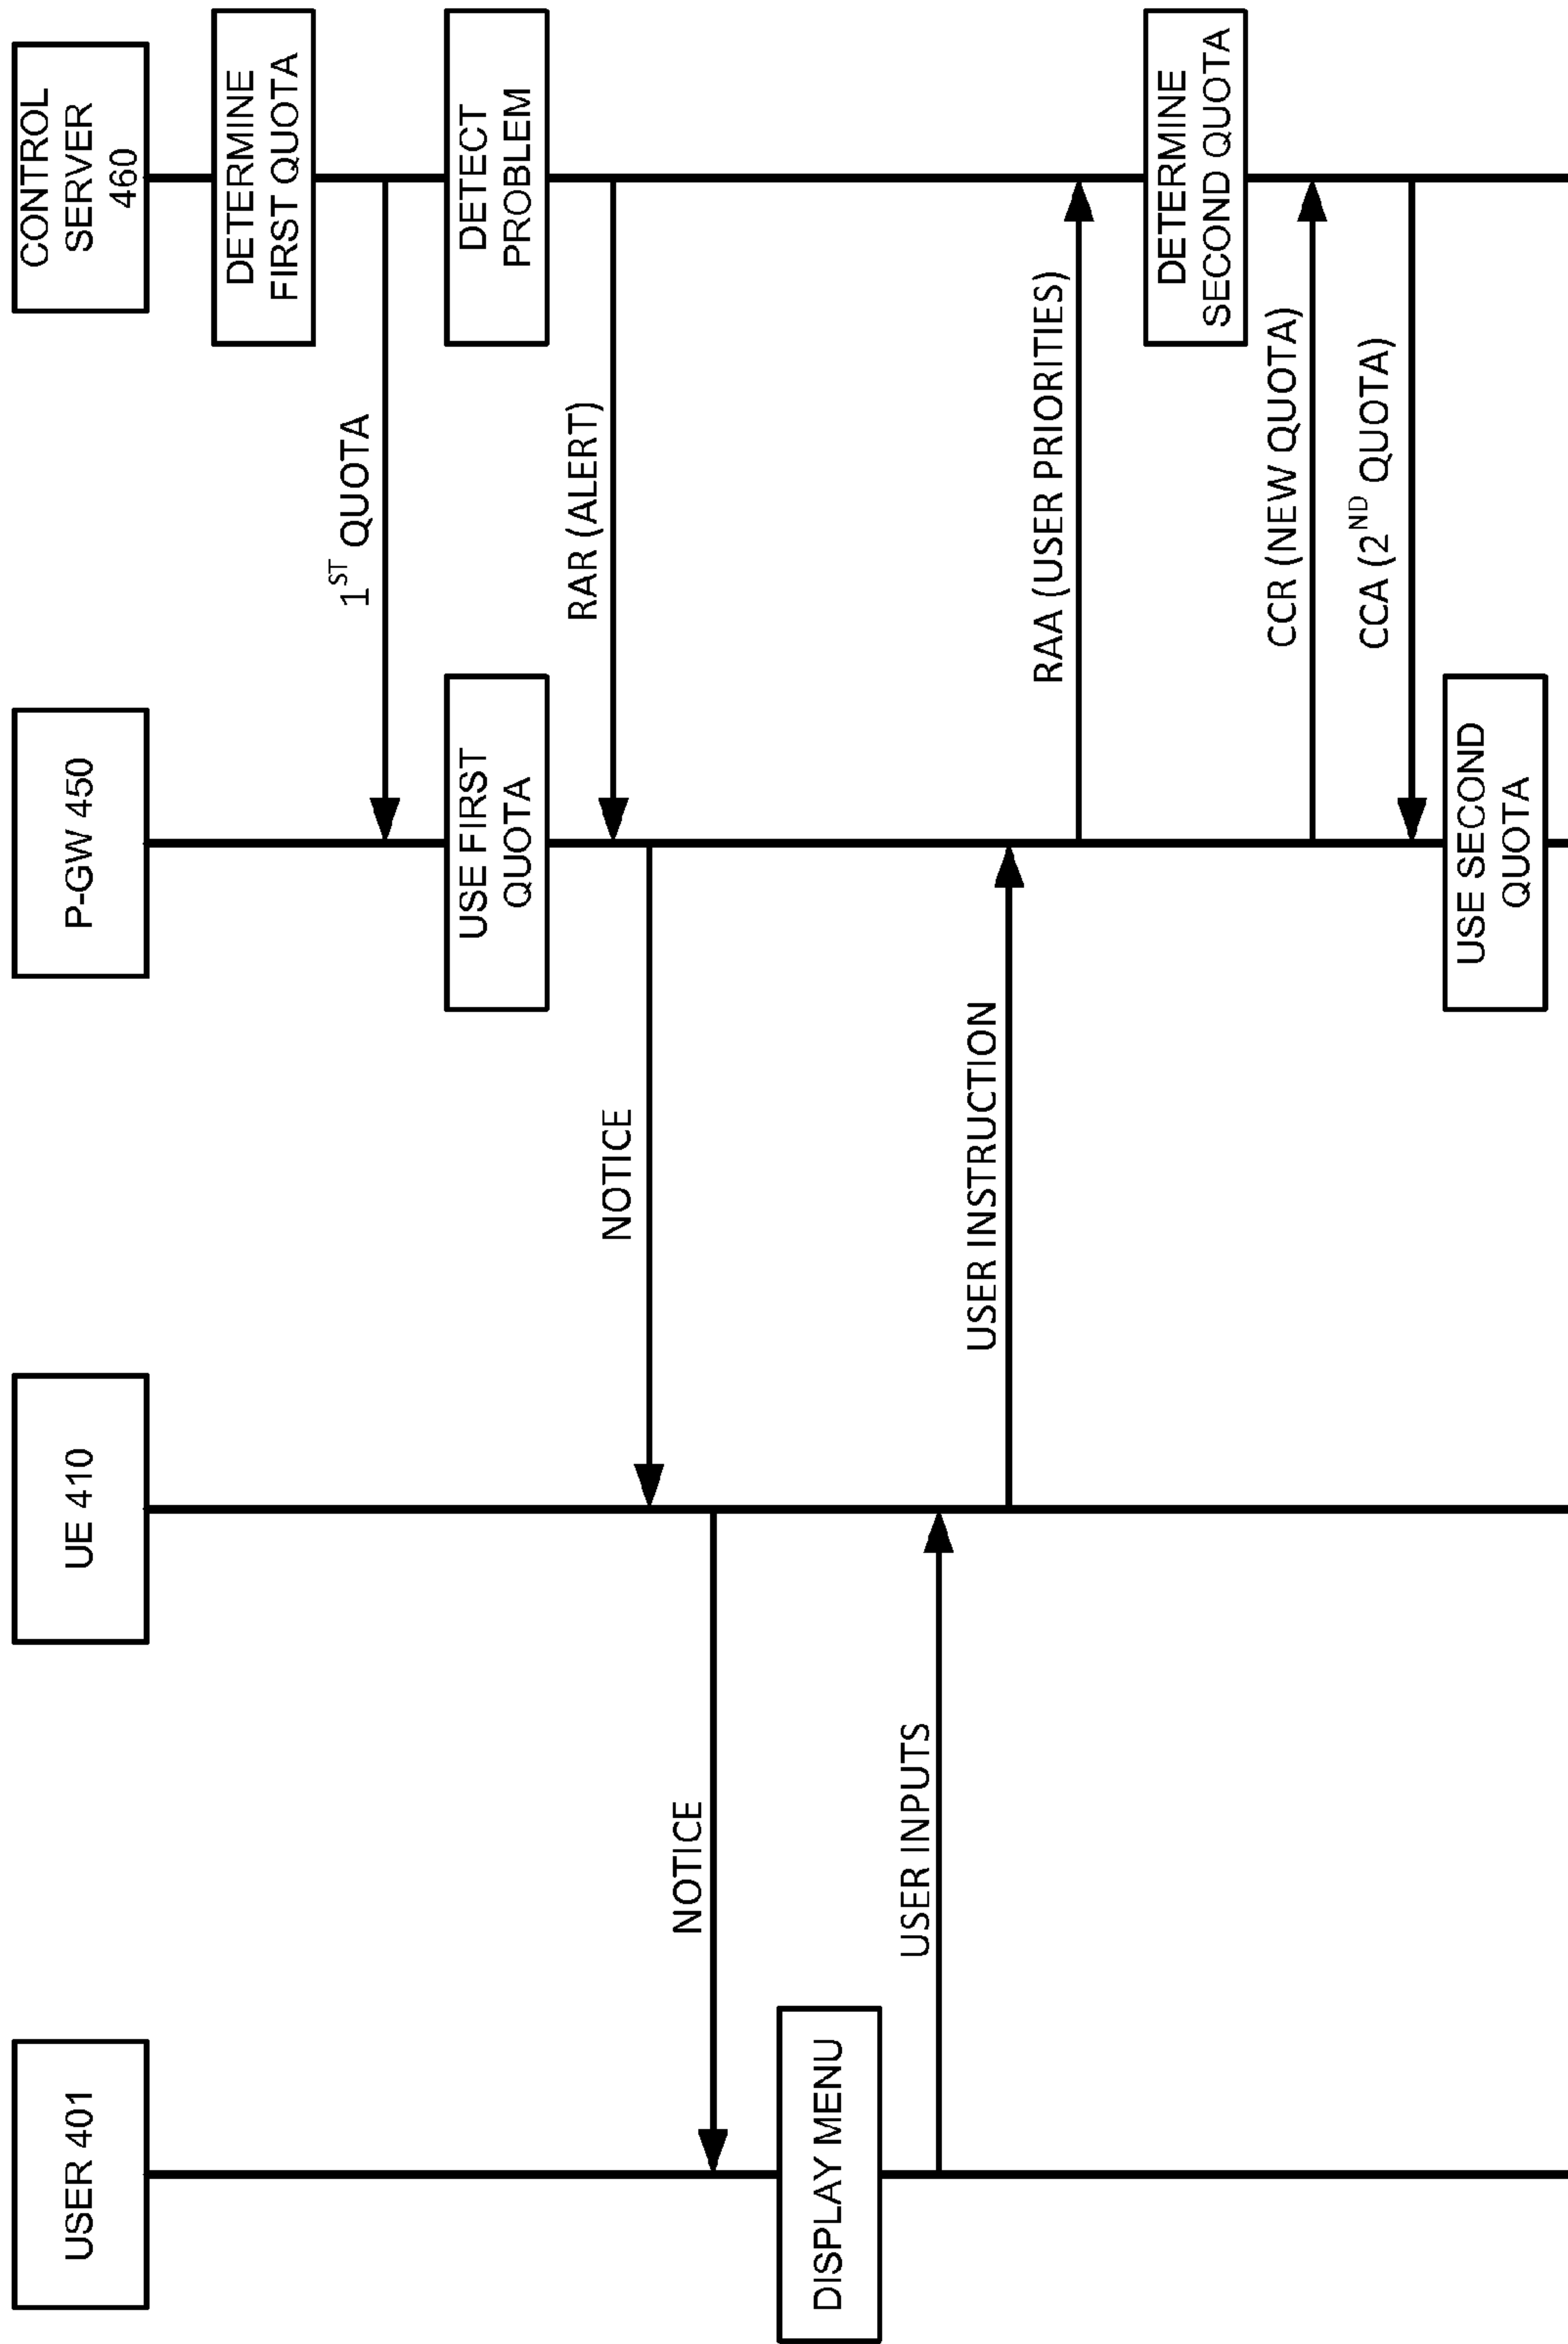 USER 401
UE 410
P-GW 450
CONTROL
SERVER
460
DETERMINE
FIRST QUOTA
1ST QUOTA
USE FIRST
QUOTA
DETECT
PROBLEM
RAR (ALERT)
NOTICE
NOTICE
DISPLAY MENU
USER INPUTS
USER INSTRUCTION
RAA (USER PRIORITIES)
DETERMINE
SECOND QUOTA
CCR (NEW QUOTA)
CCA (2ND QUOTA)
USE SECOND
QUOTA